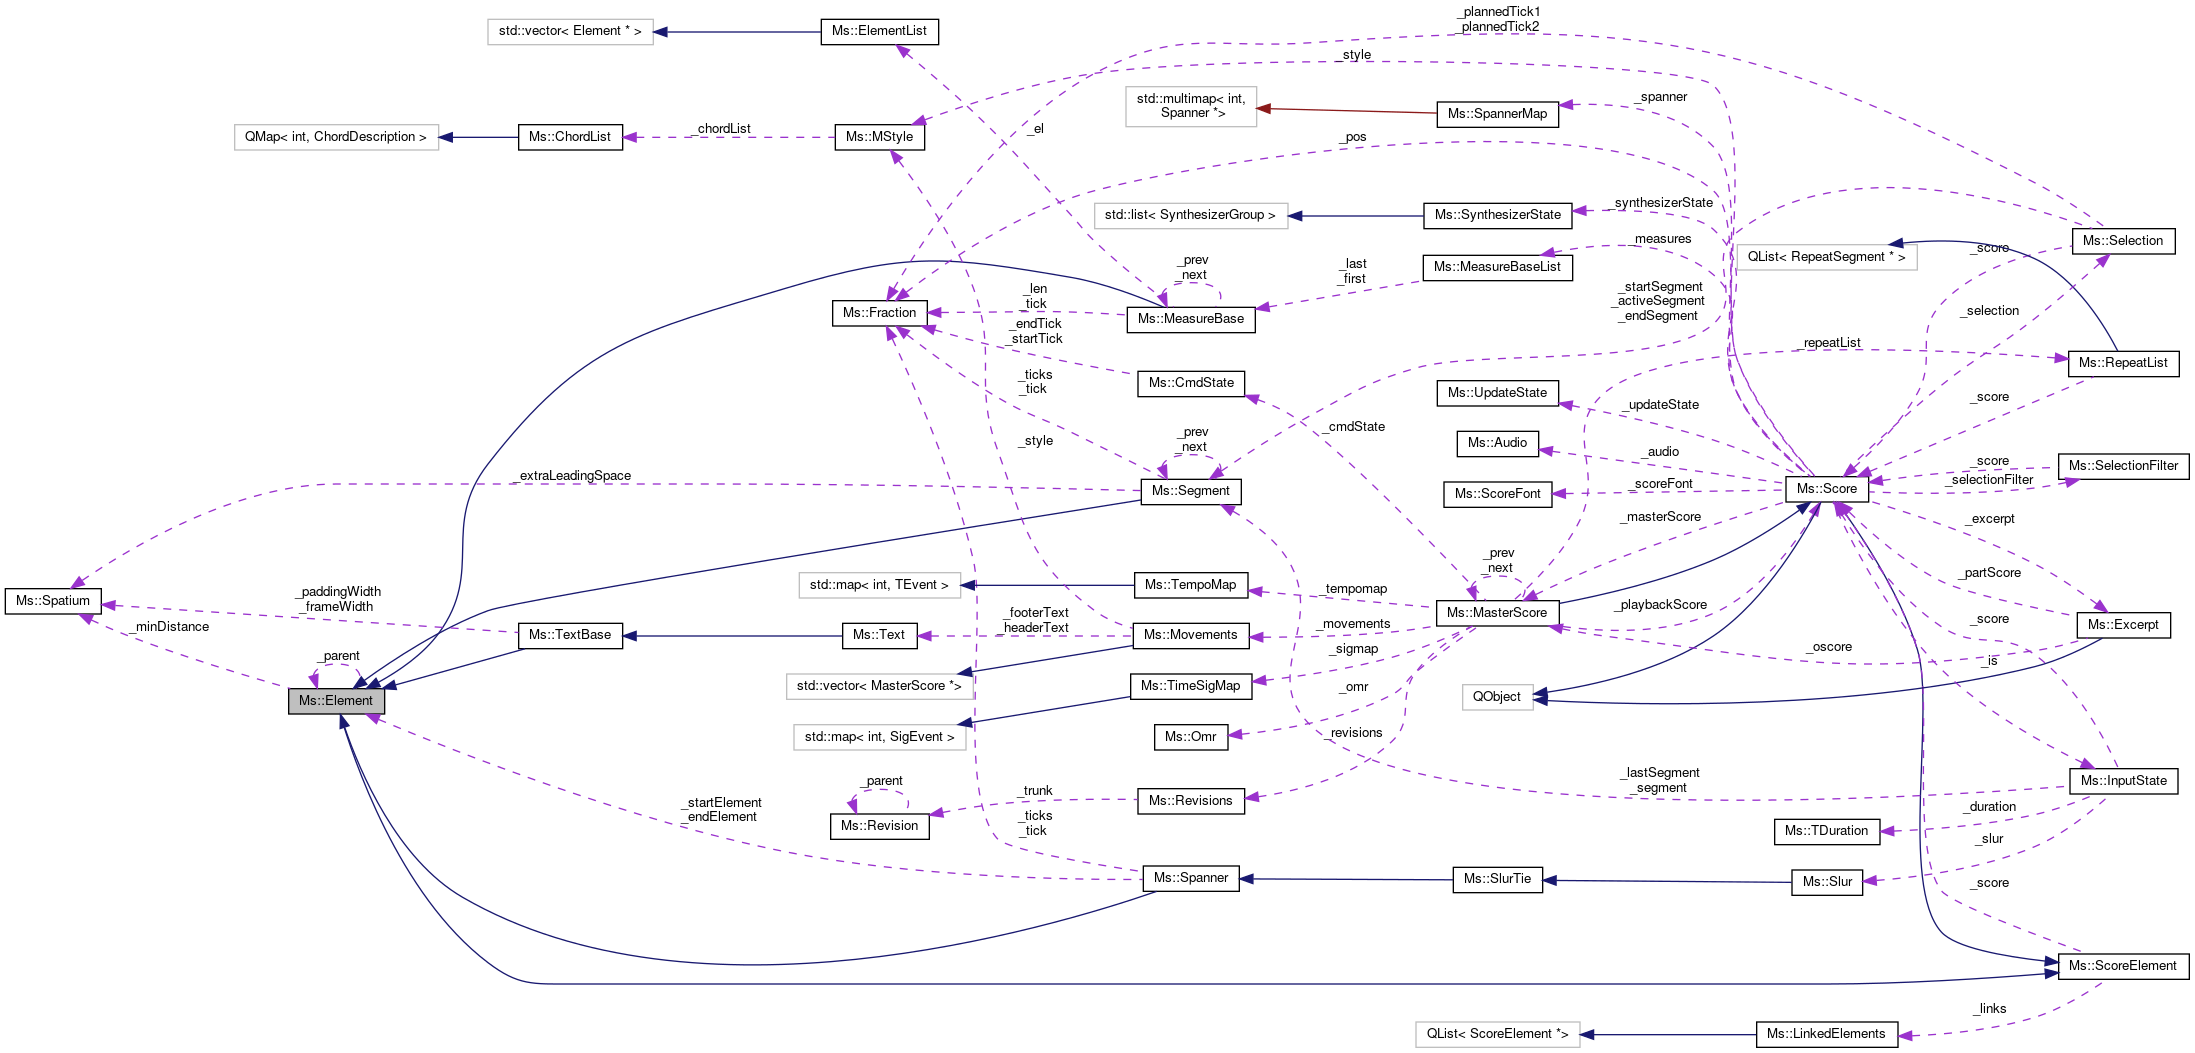 _plannedTick1
_plannedTick2
std::vector< Element * >
Ms::ElementList
_style
std::multimap< int,
Spanner *>
Ms::SpannerMap
_spanner
QMap< int, ChordDescription >
Ms::ChordList
_chordList
Ms::MStyle
_el
_pos
std::list< SynthesizerGroup >
Ms::SynthesizerState
_synthesizerState
_measures
Ms::Selection
_score
QList< RepeatSegment * >
Ms::MeasureBaseList
_last
_first
_prev
_next
_len
_tick
Ms::Fraction
Ms::MeasureBase
_startSegment
_activeSegment
_endSegment
_selection
_endTick
_startTick
_repeatList
Ms::RepeatList
_ticks
_tick
Ms::CmdState
Ms::UpdateState
_updateState
_score
_style
_cmdState
_prev
_next
Ms::Audio
_audio
_score
Ms::SelectionFilter
_extraLeadingSpace
Ms::Segment
Ms::ScoreFont
_scoreFont
Ms::Score
_selectionFilter
_masterScore
_excerpt
_prev
_next
std::map< int, TEvent >
Ms::TempoMap
_tempomap
_partScore
Ms::Spatium
_paddingWidth
_frameWidth
_footerText
_headerText
Ms::MasterScore
_playbackScore
_score
_minDistance
Ms::TextBase
Ms::Text
Ms::Movements
_movements
Ms::Excerpt
_parent
_sigmap
_oscore
_is
Ms::Element
std::vector< MasterScore *>
Ms::TimeSigMap
_omr
QObject
std::map< int, SigEvent >
Ms::Omr
_revisions
_parent
_trunk
Ms::Revisions
_lastSegment
_segment
Ms::InputState
_startElement
_endElement
Ms::Revision
_ticks
_tick
_duration
Ms::TDuration
_slur
Ms::Spanner
Ms::SlurTie
Ms::Slur
_score
Ms::ScoreElement
_links
QList< ScoreElement *>
Ms::LinkedElements